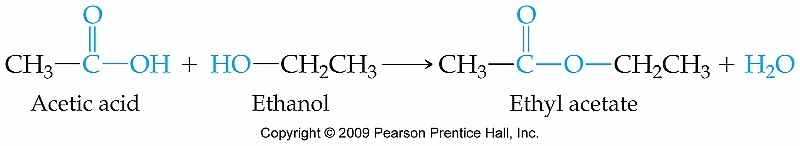 O O
CH₃—C—OH + HO—CH₂CH₃ ⟶ CH₃—C—O—CH₂CH₃ + H₂O
Acetic acid Ethanol Ethyl acetate
Copyright © 2009 Pearson Prentice Hall, Inc.